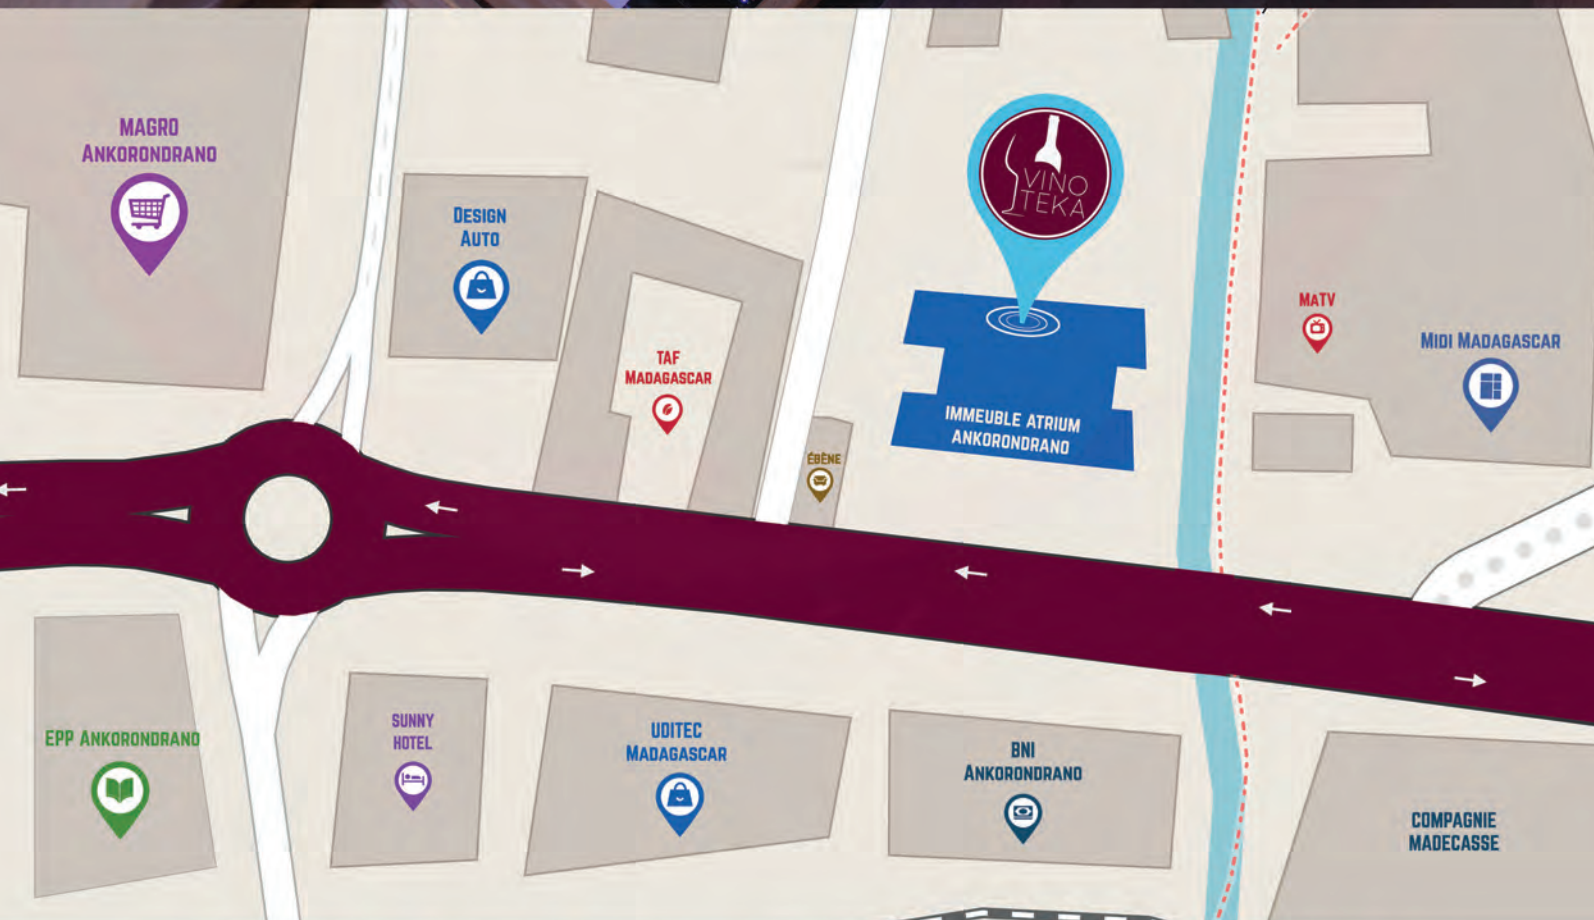 MAGRO
ANKORONDRANO
DESIGN
AUTO
TAF
MADAGASCAR
ÉBÈNE
VINO
TEKA
IMMEUBLE ATRIUM
ANKORONDRANO
MATV
MIDI MADAGASCAR
EPP ANKORONDRANO
SUNNY
HOTEL
UDITEC
MADAGASCAR
BNI
ANKORONDRANO
COMPAGNIE
MADECASSE